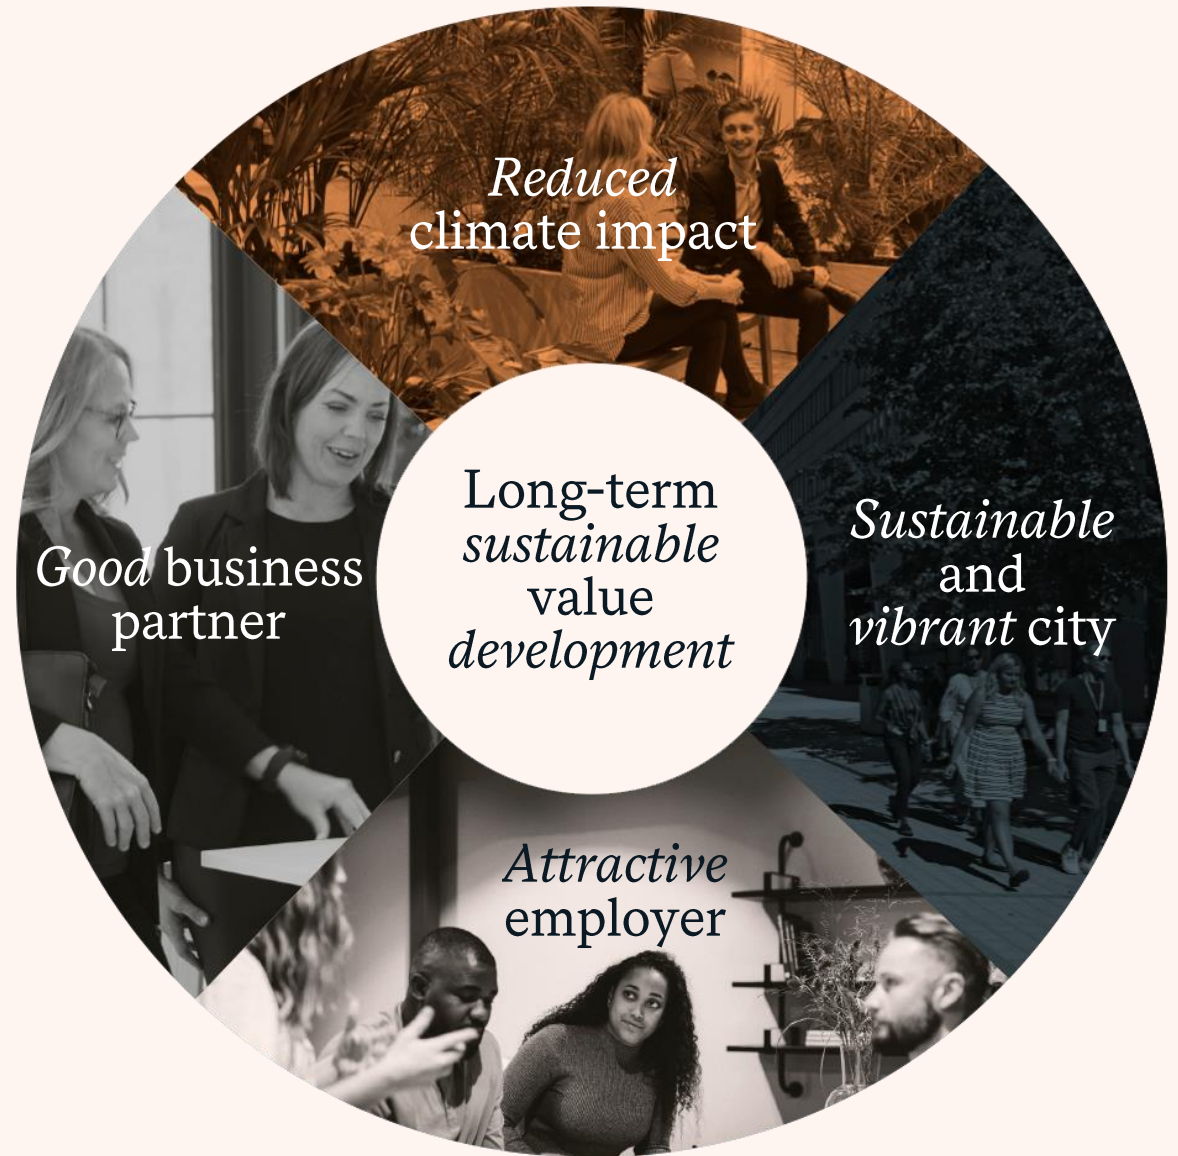 Reduced
climate impact
Good business
partner
Long-term
sustainable
value
development
Sustainable
and
vibrant city
Attractive
employer